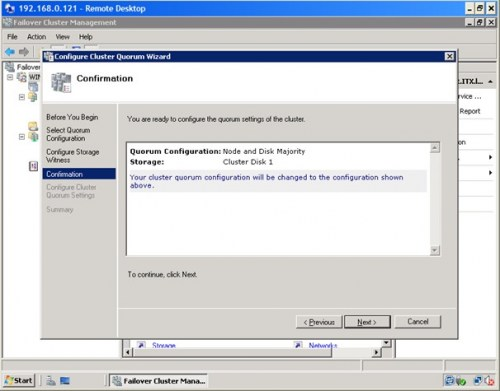 192.168.0.121 - Remote Desktop
Failover Cluster Management
File Action View Help
Failover
WIN
Configure Cluster Quorum Wizard
Confirmation
Before You Begin
Select Quorum
Configuration
Configure Storage
Witness
Confirmation
Configure Cluster
Quorum Settings
Summary
You are ready to configure the quorum settings of the cluster.
Quorum Configuration: Node and Disk Majority
Storage: Cluster Disk 1
Your cluster quorum configuration will be changed to the configuration shown
above.
To continue, click Next.
< Previous
Next >
Cancel
.ITX.l...
rvice ...
Report
Storage
Networks
Start
Failover Cluster Mana...